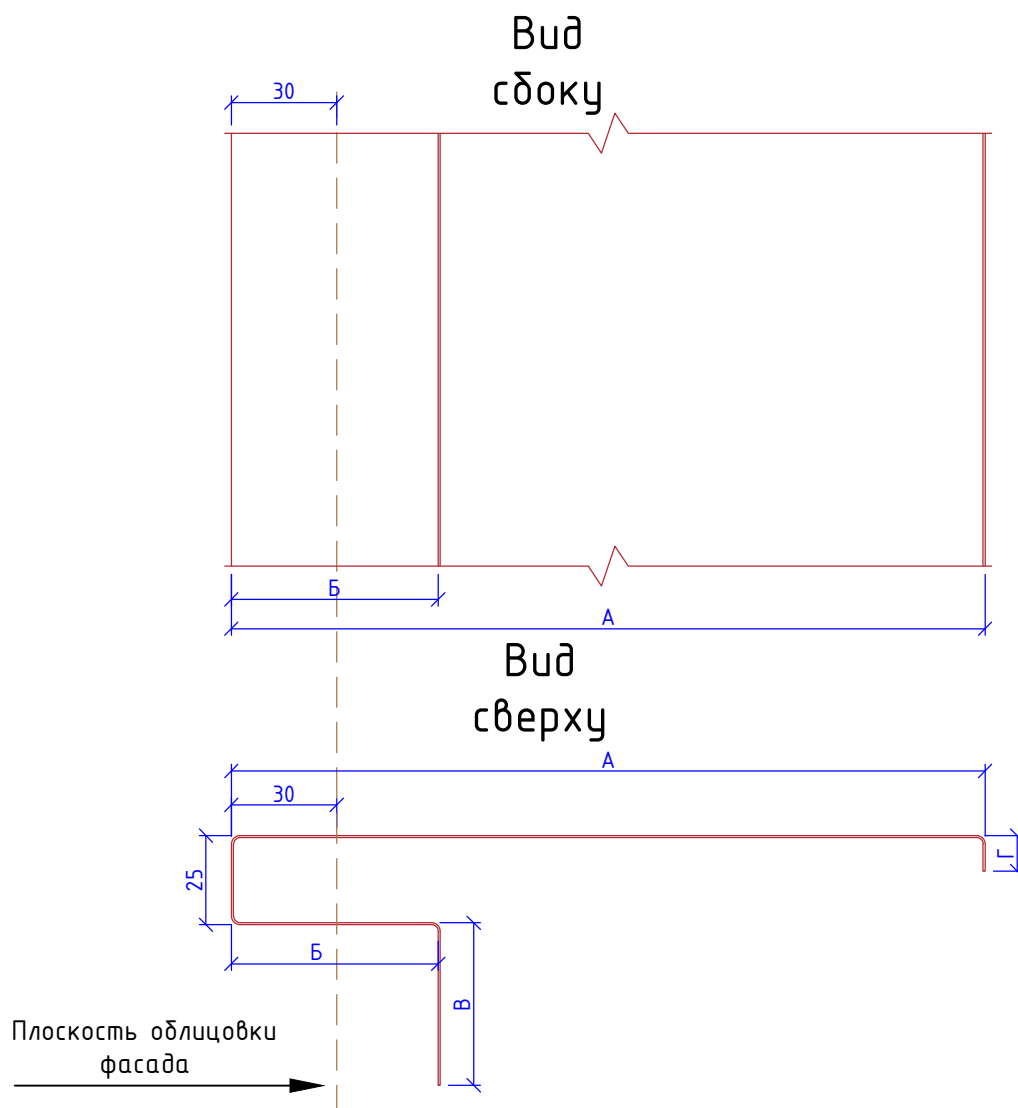 Вид
сбоку
30
Б
А
Вид
сверху
А
30
25
Г
Б
В
Плоскость облицовки
фасада